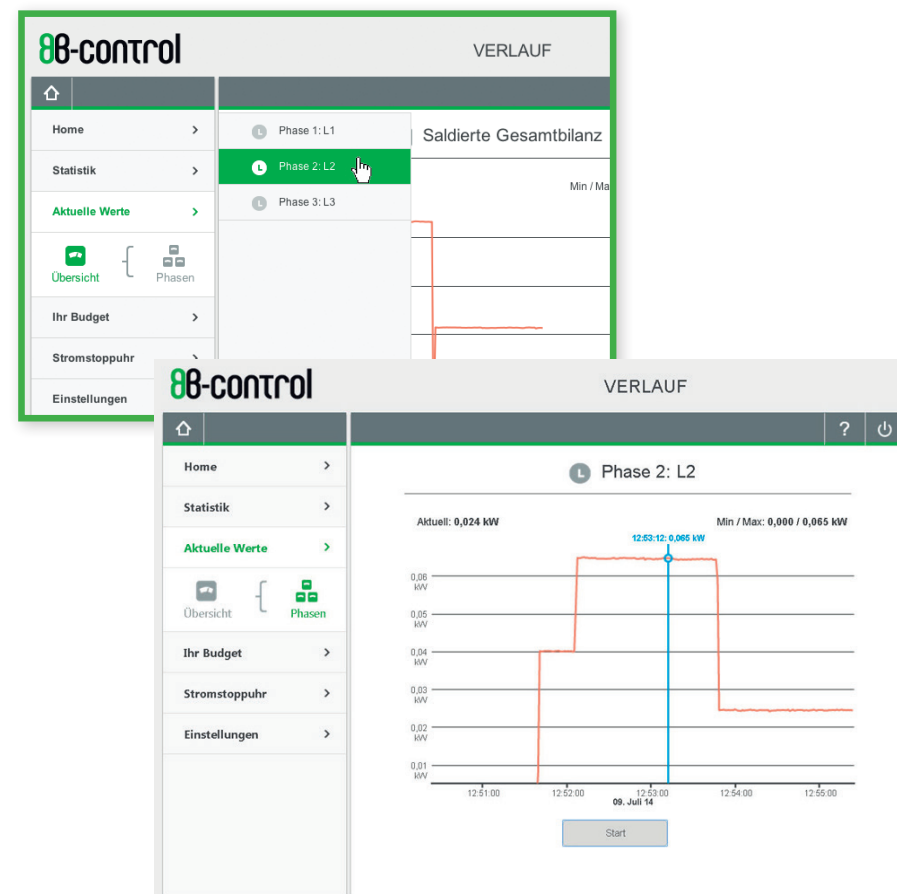 BB-control
VERLAUF
Home
Statistik
Aktuelle Werte
Übersicht
Phasen
Ihr Budget
Stromstoppuhr
Einstellungen
L Phase 1: L1
L Phase 2: L2
L Phase 3: L3
Saldierte Gesamtbilanz
Min / Ma
BB-control
VERLAUF
?
Home
Statistik
Aktuelle Werte
Übersicht
Phasen
Ihr Budget
Stromstoppuhr
Einstellungen
L Phase 2: L2
Aktuell: 0,024 kW
Min / Max: 0,000 / 0,065 kW
12:53:12: 0,065 kW
0,06
kW
0,05
kW
0,04
kW
0,03
kW
0,02
kW
0,01
kW
12:51:00 12:52:00 12:53:00 12:54:00 12:55:00
09. Juli 14
Start